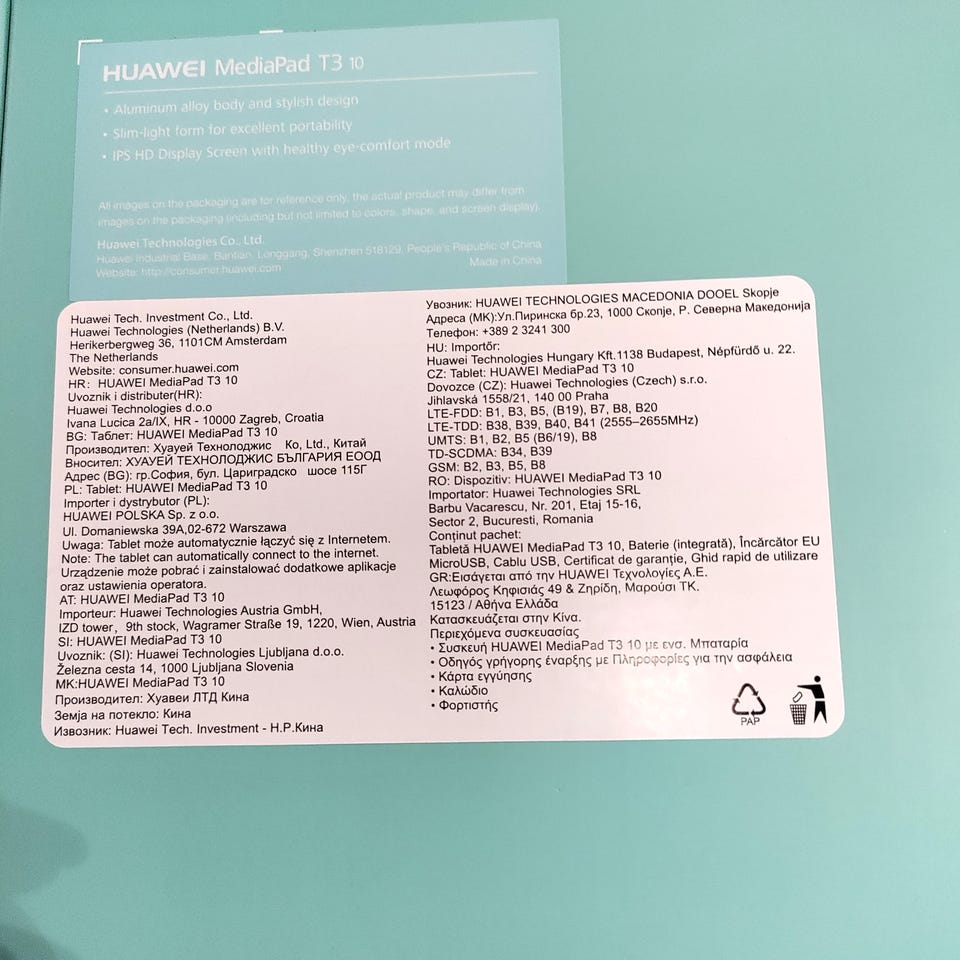 HUAWEI MediaPad T3 10
• Aluminum alloy body and stylish design
• Slim-light form for excellent portability
• IPS HD Display Screen with healthy eye-comfort mode
All images on the packaging are for reference only, the actual product may differ from
images on the packaging (including but not limited to colors, shape, and screen display).
Huawei Technologies Co., Ltd.
Huawei Industrial Base, Bantian, Longgang, Shenzhen 518129, People's Republic of China
Website: http://consumer.huawei.com
Made in China
Huawei Tech. Investment Co., Ltd.
Huawei Technologies (Netherlands) B.V.
Herikerbergweg 36, 1101CM Amsterdam
The Netherlands
Website: consumer.huawei.com
HR: HUAWEI MediaPad T3 10
Uvoznik i distributer(HR):
Huawei Technologies d.o.o
Ivana Lucica 2a/IX, HR - 10000 Zagreb, Croatia
BG: Таблет: HUAWEI MediaPad T3 10
Производител: Хуауей Технолоджис Ко, Ltd., Китай
Вносител: ХУАУЕЙ ТЕХНОЛОДЖИС БЪЛГАРИЯ ЕООД
Адрес (BG): гр.София, бул. Цариградско шосе 115Г
PL: Tablet: HUAWEI MediaPad T3 10
Importer i dystrybutor (PL):
HUAWEI POLSKA Sp. z o.o.
Ul. Domaniewska 39A,02-672 Warszawa
Uwaga: Tablet może automatycznie łączyć się z Internetem.
Note: The tablet can automatically connect to the internet.
Urządzenie może pobrać i zainstalować dodatkowe aplikacje
oraz ustawienia operatora.
AT: HUAWEI MediaPad T3 10
Importeur: Huawei Technologies Austria GmbH,
IZD tower, 9th stock, Wagramer Straße 19, 1220, Wien, Austria
SI: HUAWEI MediaPad T3 10
Uvoznik: (SI): Huawei Technologies Ljubljana d.o.o.
Železna cesta 14, 1000 Ljubljana Slovenia
MK:HUAWEI MediaPad T3 10
Производител: Хуавеи ЛТД Кина
Земја на потекло: Кина
Извозник: Huawei Tech. Investment - Н.Р.Кина
Увозник: HUAWEI TECHNOLOGIES MACEDONIA DOOEL Skopje
Адреса (МК):Ул.Пиринска бр.23, 1000 Скопје, Р. Северна Македонија
Телефон: +389 2 3241 300
HU: Importőr:
Huawei Technologies Hungary Kft.1138 Budapest, Népfürdő u. 22.
CZ: Tablet: HUAWEI MediaPad T3 10
Dovozce (CZ): Huawei Technologies (Czech) s.r.o.
Jihlavská 1558/21, 140 00 Praha
LTE-FDD: B1, B3, B5, (B19), B7, B8, B20
LTE-TDD: B38, B39, B40, B41 (2555–2655MHz)
UMTS: B1, B2, B5 (B6/19), B8
TD-SCDMA: B34, B39
GSM: B2, B3, B5, B8
RO: Dispozitiv: HUAWEI MediaPad T3 10
Importator: Huawei Technologies SRL
Barbu Vacarescu, Nr. 201, Etaj 15-16,
Sector 2, Bucuresti, Romania
Conținut pachet:
Tabletă HUAWEI MediaPad T3 10, Baterie (integrată), Încărcător EU
MicroUSB, Cablu USB, Certificat de garanție, Ghid rapid de utilizare
GR:Εισάγεται από την HUAWEI Τεχνολογίες Α.Ε.
Λεωφόρος Κηφισιάς 49 & Ζηρίδη, Μαρούσι ΤΚ.
15123 / Αθήνα Ελλάδα
Κατασκευάζεται στην Κίνα.
Περιεχόμενα συσκευασίας
• Συσκευή HUAWEI MediaPad T3 10 με ενσ. Μπαταρία
• Οδηγός γρήγορης έναρξης με Πληροφορίες για την ασφάλεια
• Κάρτα εγγύησης
• Καλώδιο
• Φορτιστής
PAP